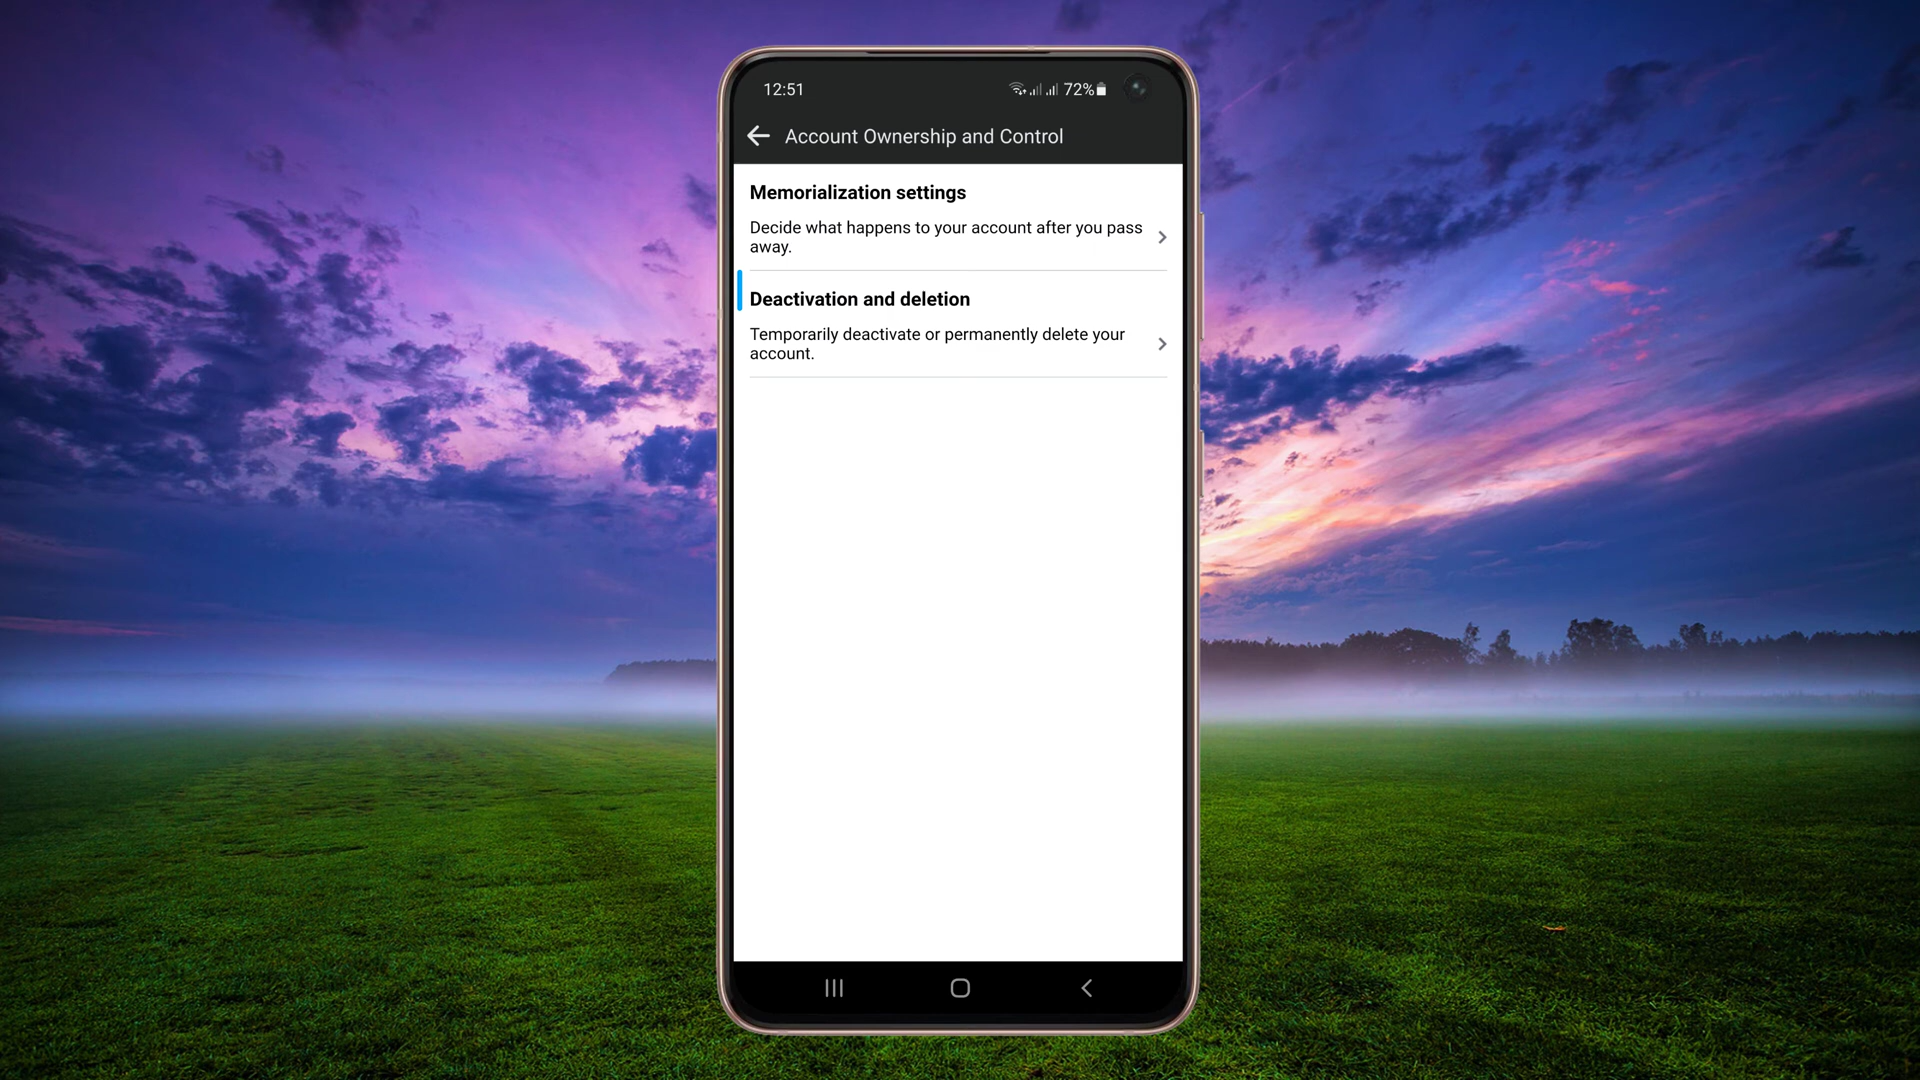 12:51
72%
Account Ownership and Control
Memorialization settings
Decide what happens to your account after you pass
away.
Deactivation and deletion
Temporarily deactivate or permanently delete your
account.